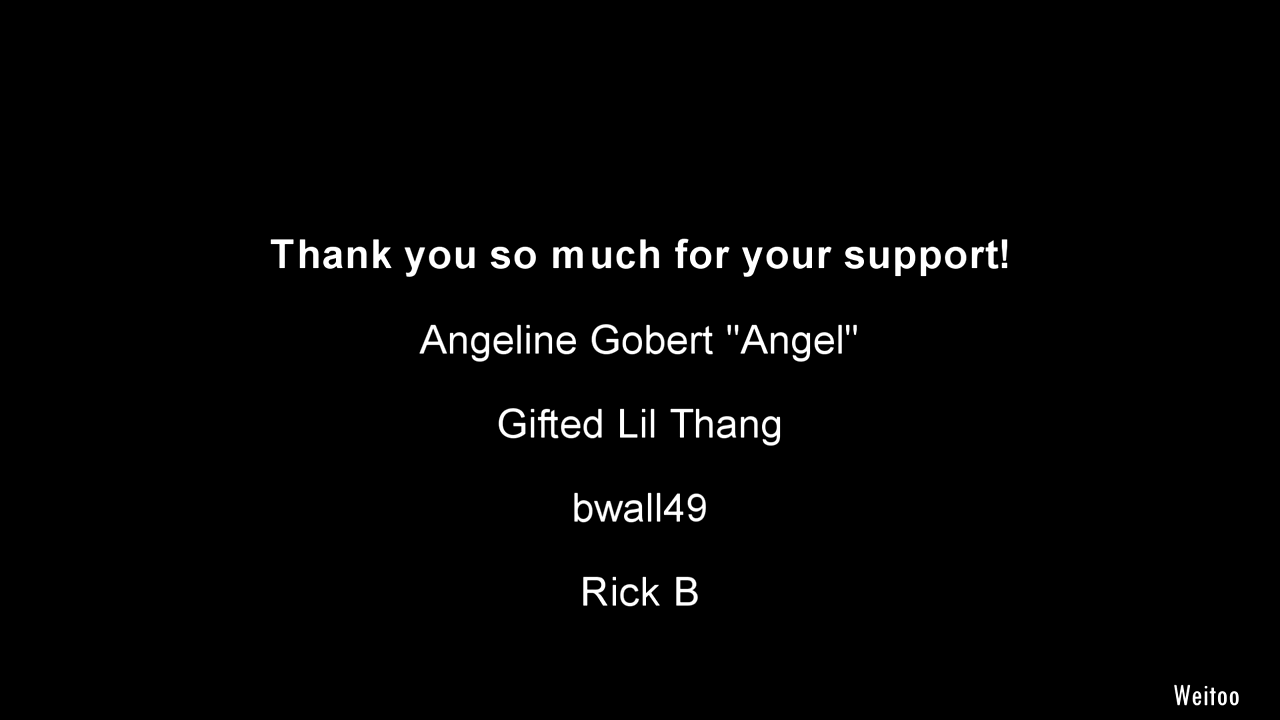 Thank you so much for your support!
Angeline Gobert "Angel"
Gifted Lil Thang
bwall49
Rick B
Weitoo